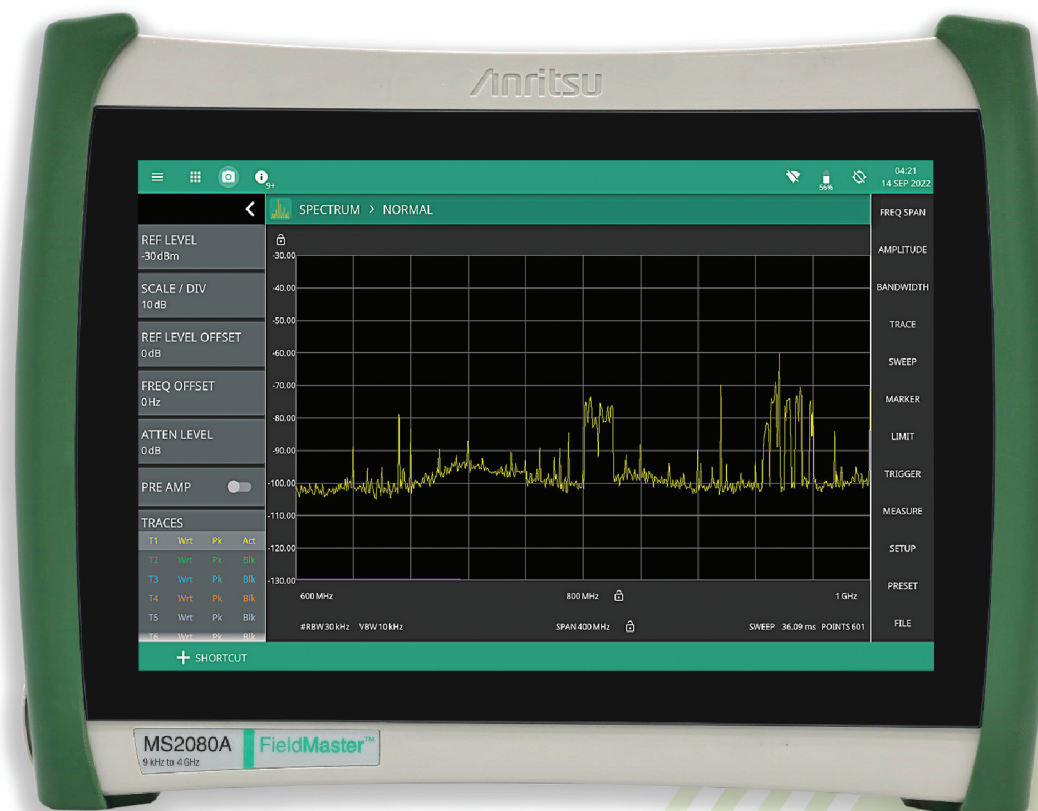 Anritsu
9+
56%
04:21
14 SEP 2022
SPECTRUM > NORMAL
REF LEVEL
-30 dBm
SCALE / DIV
10 dB
REF LEVEL OFFSET
0 dB
FREQ OFFSET
0 Hz
ATTEN LEVEL
0 dB
PRE AMP
TRACES
T1 Wrt Pk Act
T2 Wrt Pk Blk
T3 Wrt Pk Blk
T4 Wrt Pk Blk
T5 Wrt Pk Blk
T6 Wrt Pk Blk
SHORTCUT
-30.00
-40.00
-50.00
-60.00
-70.00
-80.00
-90.00
-100.00
-110.00
-120.00
-130.00
600 MHz 800 MHz 1 GHz
#RBW 30 kHz VBW 10 kHz SPAN 400 MHz SWEEP 36.09 ms POINTS 601
FREQ SPAN
AMPLITUDE
BANDWIDTH
TRACE
SWEEP
MARKER
LIMIT
TRIGGER
MEASURE
SETUP
PRESET
FILE
MS2080A FieldMaster™
9 kHz to 4 GHz